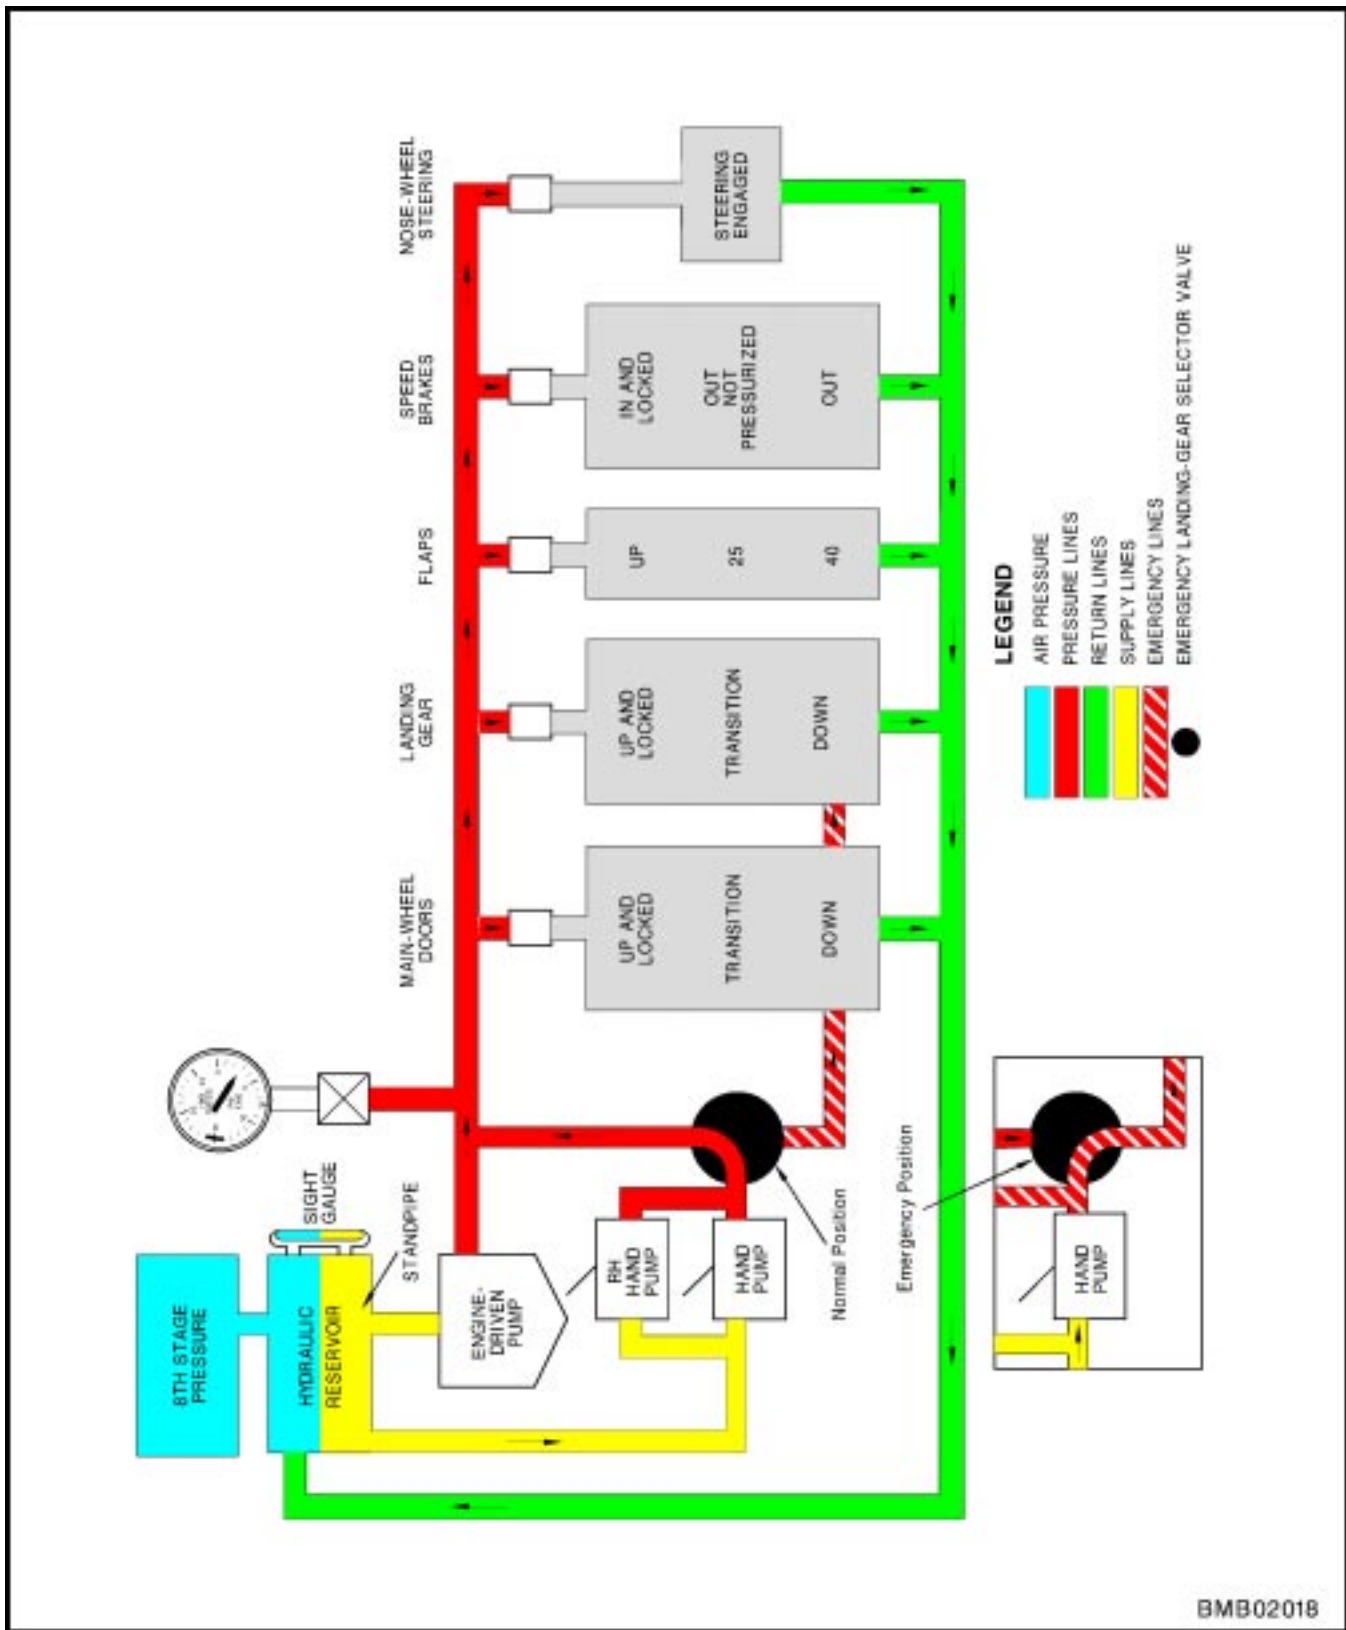 NOSE-WHEEL
STEERING
SPEED
BRAKES
FLAPS
LANDING
GEAR
MAIN-WHEEL
DOORS
STEERING
ENGAGED
IN AND
LOCKED
OUT
NOT
PRESSURIZED
OUT
UP
25
40
UP AND
LOCKED
TRANSITION
DOWN
UP AND
LOCKED
TRANSITION
DOWN
8TH STAGE
PRESSURE
HYDRAULIC
RESERVOIR
SIGHT
GAUGE
STANDPIPE
ENGINE-
DRIVEN
PUMP
RH
HAND
PUMP
HAND
PUMP
Normal Position
Emergency Position
HAND
PUMP
LEGEND
AIR PRESSURE
PRESSURE LINES
RETURN LINES
SUPPLY LINES
EMERGENCY LINES
EMERGENCY LANDING-GEAR SELECTOR VALVE
BMB02018